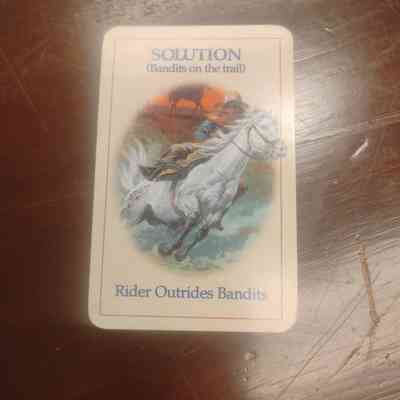 SOLUTION
(Bandits on the trail)
Rider Outrides Bandits